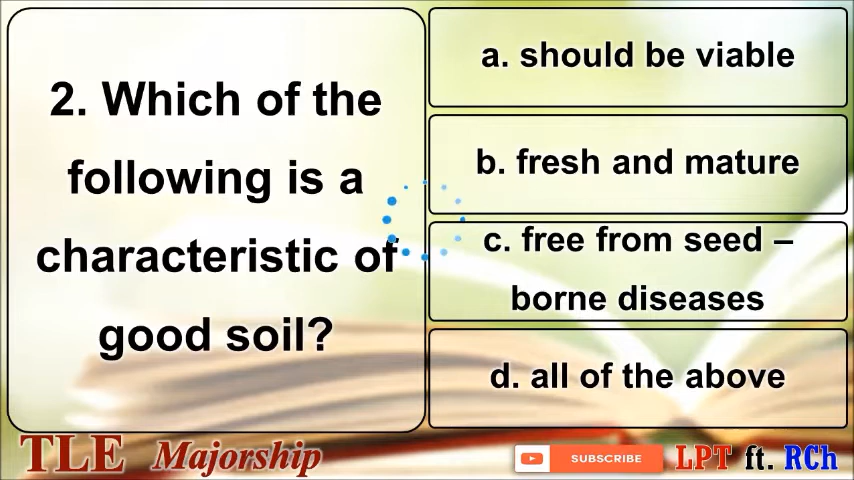 2. Which of the
following is a
characteristic of
good soil?
a. should be viable
b. fresh and mature
c. free from seed –
borne diseases
d. all of the above
TLE Majorship
SUBSCRIBE
LPT ft. RCh